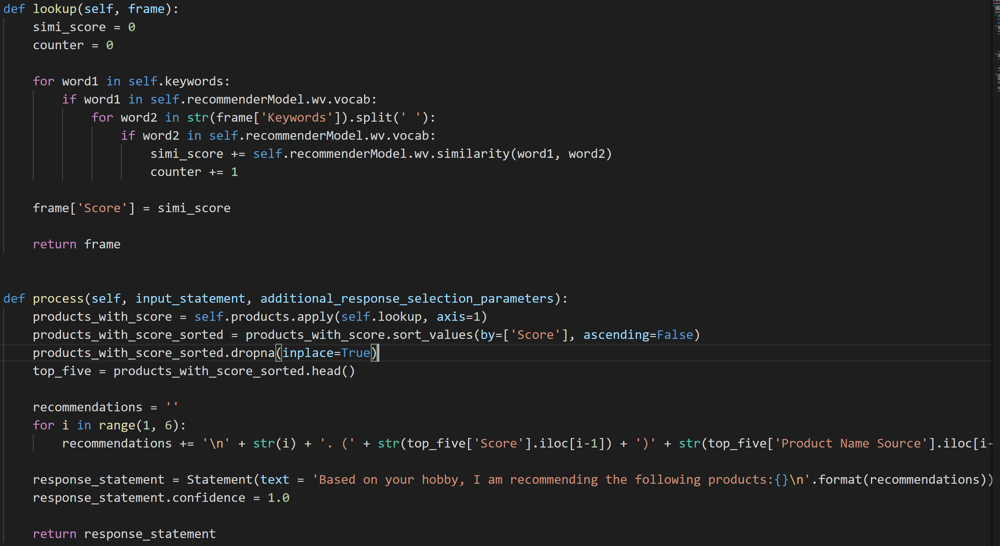 def lookup(self, frame):
    simi_score = 0
    counter = 0

    for word1 in self.keywords:
        if word1 in self.recommenderModel.wv.vocab:
            for word2 in str(frame['Keywords']).split(' '):
                if word2 in self.recommenderModel.wv.vocab:
                    simi_score += self.recommenderModel.wv.similarity(word1, word2)
                    counter += 1

    frame['Score'] = simi_score

    return frame


def process(self, input_statement, additional_response_selection_parameters):
    products_with_score = self.products.apply(self.lookup, axis=1)
    products_with_score_sorted = products_with_score.sort_values(by=['Score'], ascending=False)
    products_with_score_sorted.dropna(inplace=True)
    top_five = products_with_score_sorted.head()

    recommendations = ''
    for i in range(1, 6):
        recommendations += '\n' + str(i) + '. (' + str(top_five['Score'].iloc[i-1]) + ')' + str(top_five['Product Name Source'].iloc[i-

    response_statement = Statement(text = 'Based on your hobby, I am recommending the following products:{}\n'.format(recommendations))
    response_statement.confidence = 1.0

    return response_statement